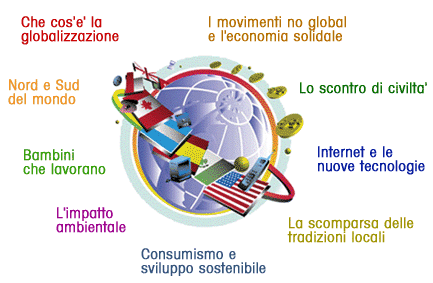 Che cos'e' la
globalizzazione
I movimenti no global
e l'economia solidale
Nord e Sud
del mondo
Lo scontro di civilta'
Bambini
che lavorano
Internet e le
nuove tecnologie
L'impatto
ambientale
La scomparsa delle
tradizioni locali
Consumismo e
sviluppo sostenibile